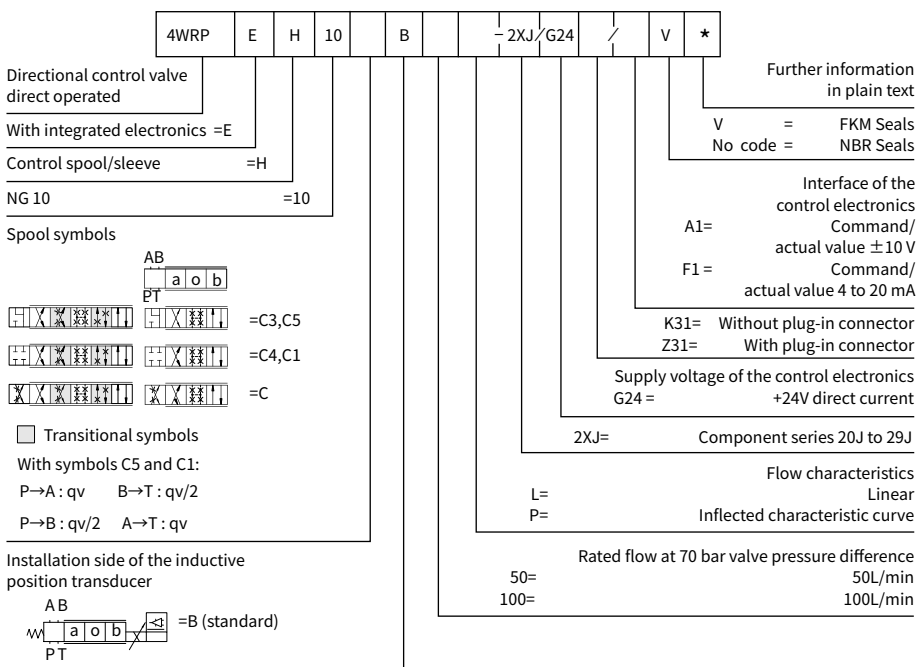 4WRP E H 10 B - 2XJ/G24 / V *
Directional control valve
direct operated
With integrated electronics =E
Control spool/sleeve =H
NG 10 =10
Spool symbols
AB
a o b
PT
=C3,C5
=C4,C1
=C
Transitional symbols
With symbols C5 and C1:
P→A : qv B→T : qv/2
P→B : qv/2 A→T : qv
Installation side of the inductive
position transducer
A B
a o b
P T
=B (standard)
Further information
in plain text
V = FKM Seals
No code = NBR Seals
Interface of the
control electronics
A1= Command/
actual value ±10 V
F1 = Command/
actual value 4 to 20 mA
K31= Without plug-in connector
Z31= With plug-in connector
Supply voltage of the control electronics
G24 = +24V direct current
2XJ= Component series 20J to 29J
Flow characteristics
L= Linear
P= Inflected characteristic curve
Rated flow at 70 bar valve pressure difference
50= 50L/min
100= 100L/min